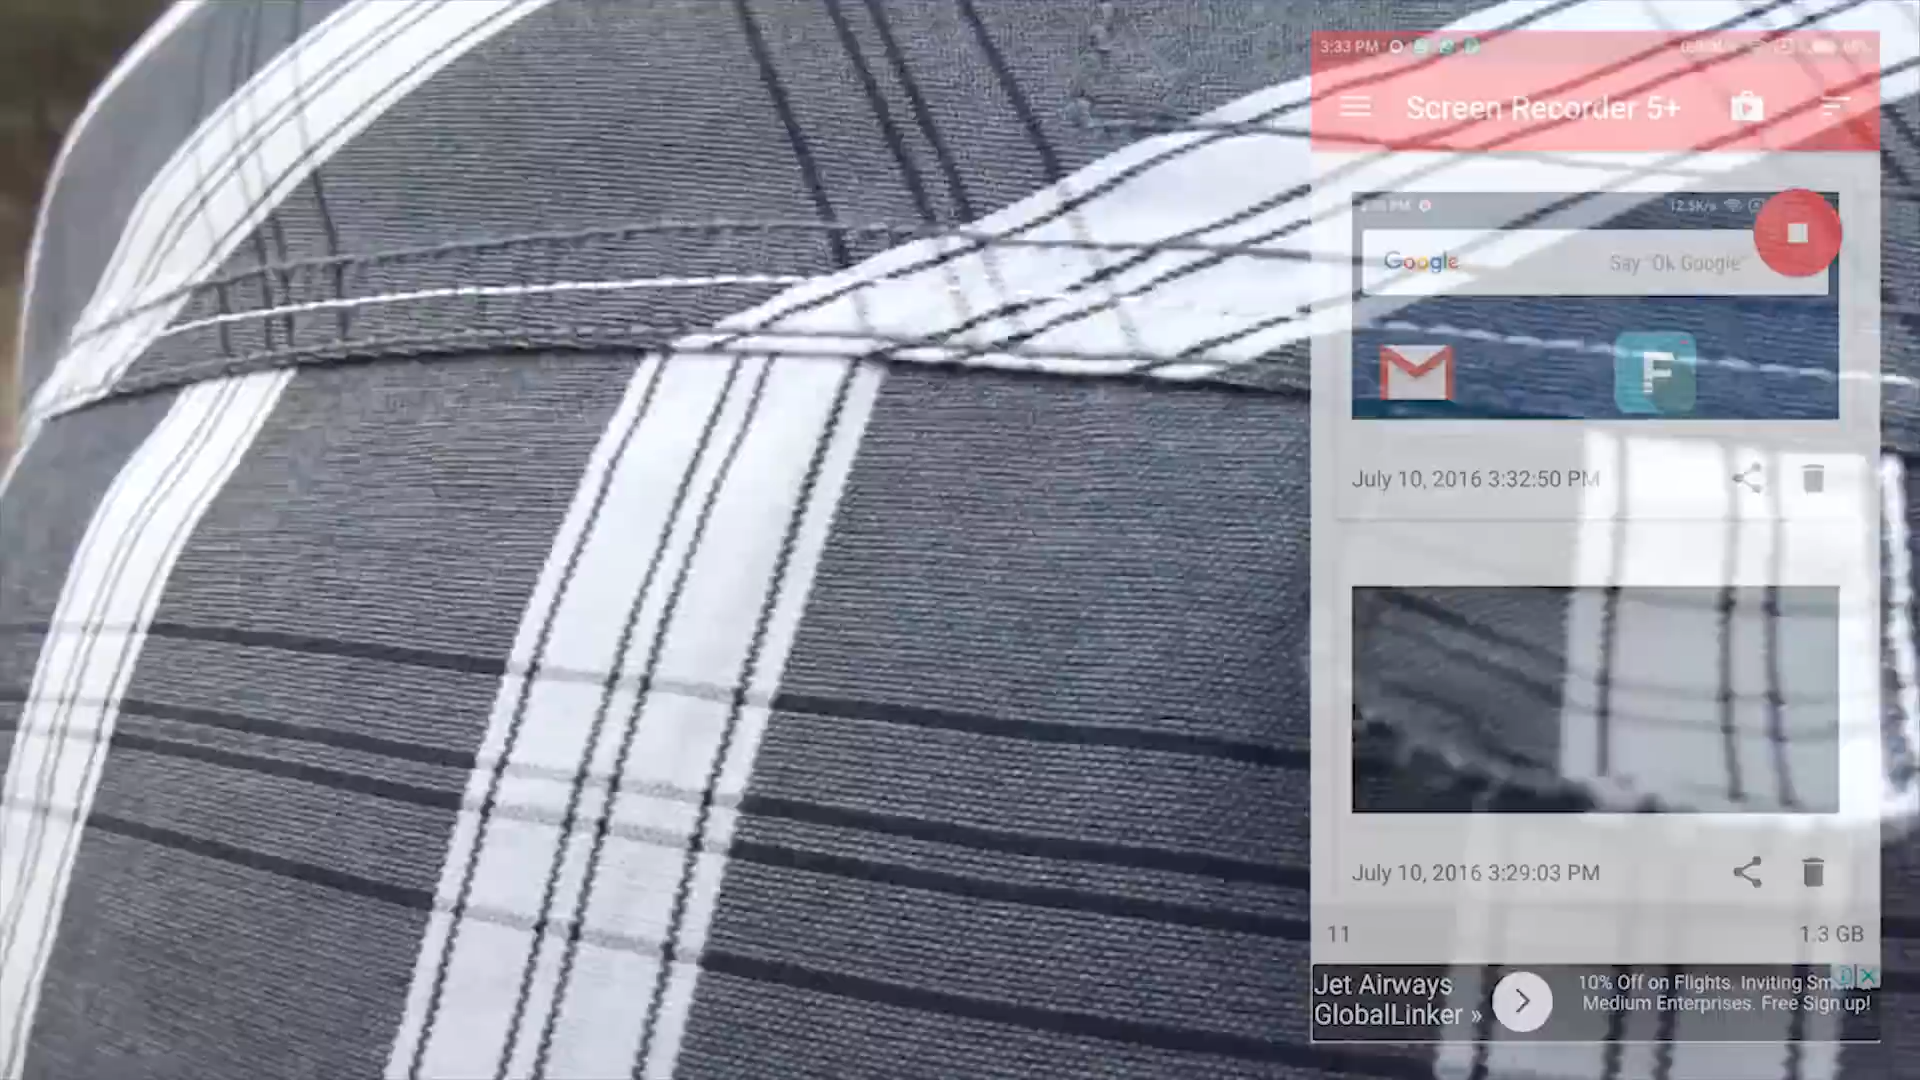 3:33 PM
Screen Recorder 5+
12.5K/s
Google
Say "Ok Google"
F
July 10, 2016 3:32:50 PM
July 10, 2016 3:29:03 PM
11
1.3 GB
Jet Airways
GlobalLinker »
10% Off on Flights. Inviting
Medium Enterprises. Free Sign up!